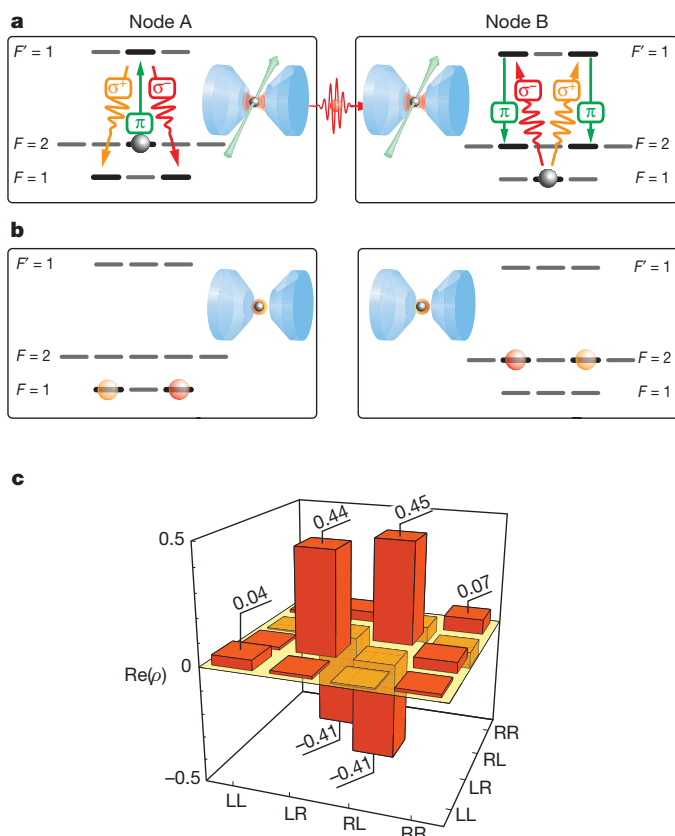 a
Node A
Node B
F′ = 1
σ+
π
σ−
F = 2
F = 1
F′ = 1
π
σ−
σ+
π
F = 2
F = 1
b
F′ = 1
F = 2
F = 1
F′ = 1
F = 2
F = 1
c
0.5
0.44
0.45
0.04
0.07
Re(ρ)
0
−0.41
−0.41
−0.5
LL
LR
RL
RR
RR
RL
LR
LL